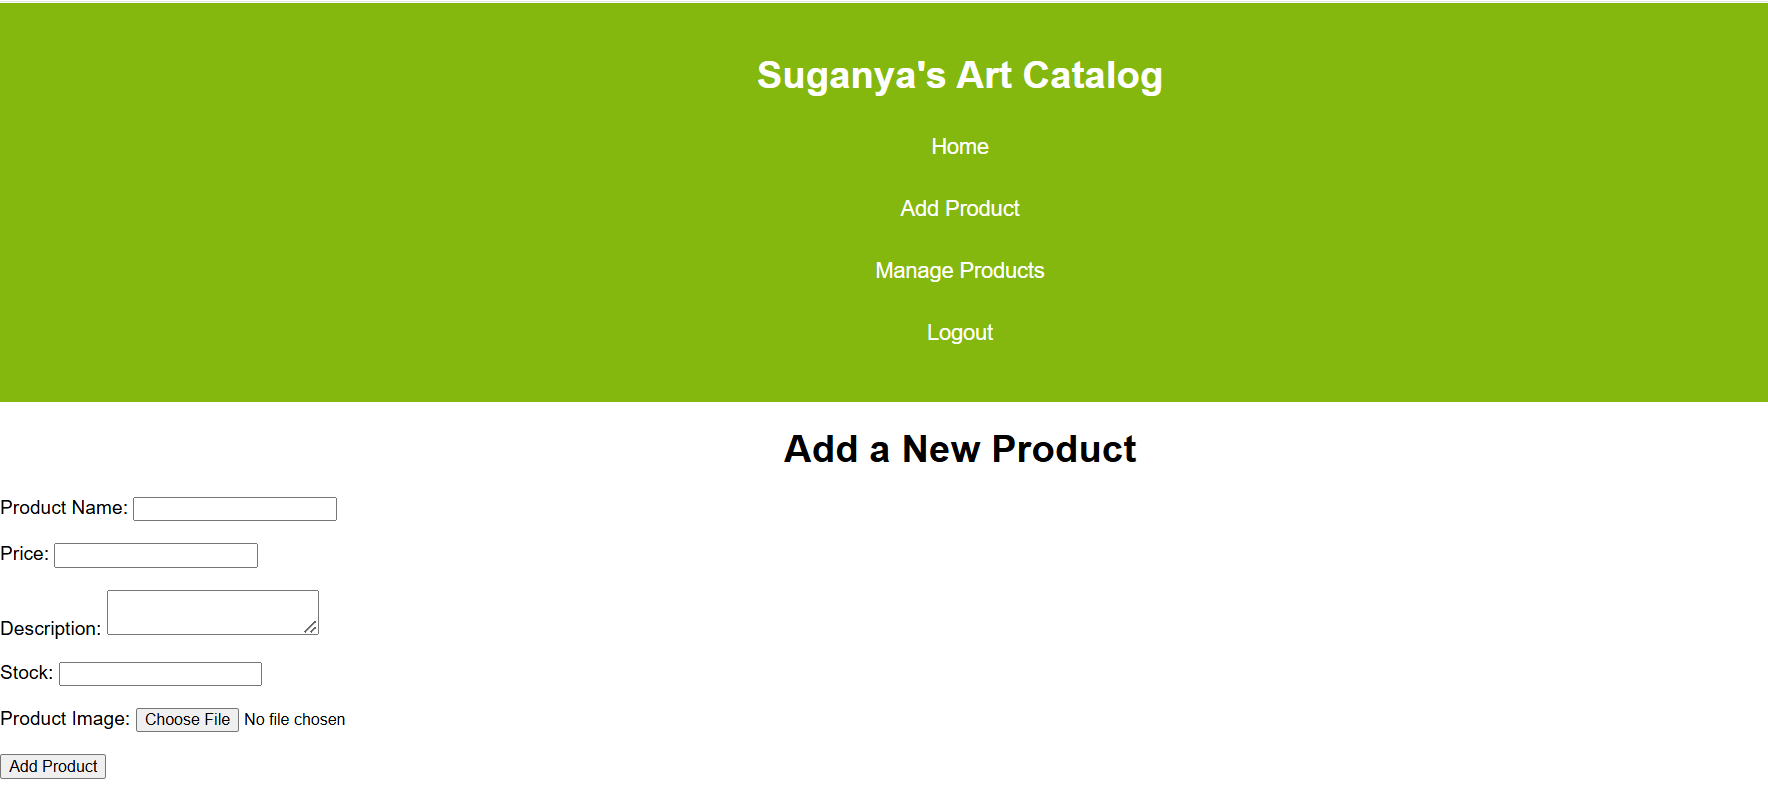 Suganya's Art Catalog
Home
Add Product
Manage Products
Logout
Add a New Product
Product Name:
Price:
Description:
Stock:
Product Image: Choose File No file chosen
Add Product